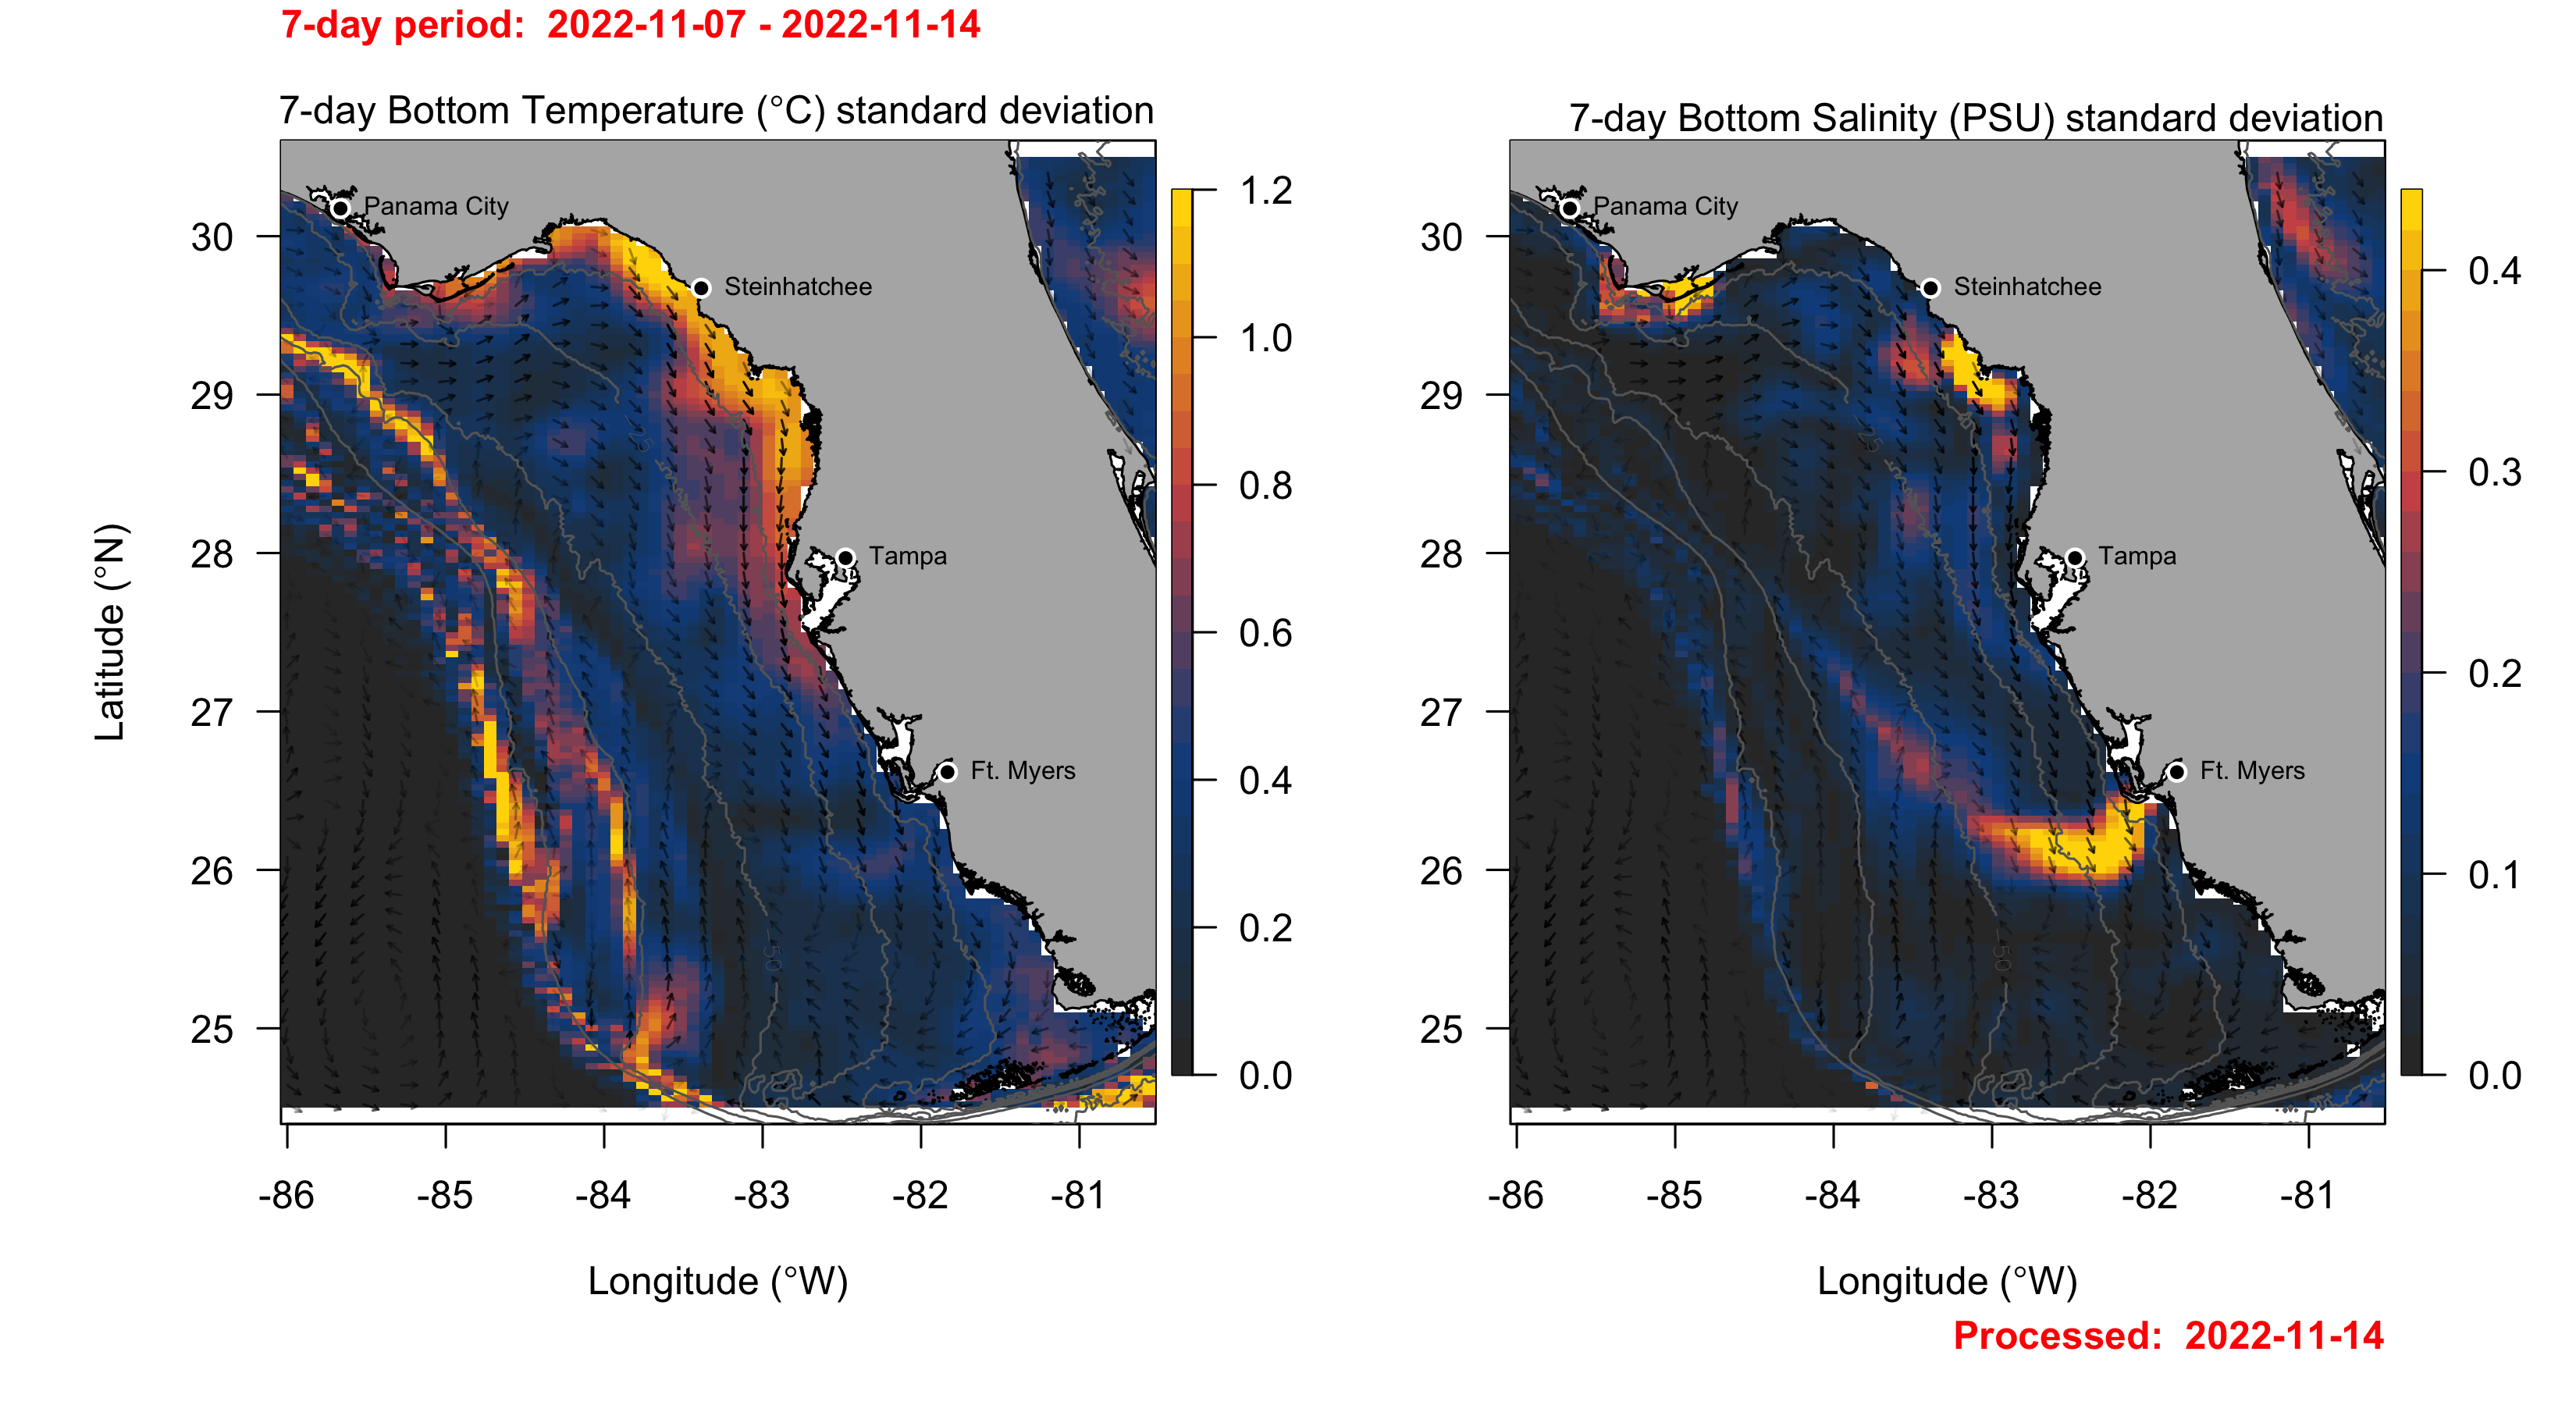 7-day period:  2022-11-07 - 2022-11-14
7-day Bottom Temperature (°C) standard deviation
7-day Bottom Salinity (PSU) standard deviation
Panama City
Steinhatchee
Tampa
Ft. Myers
25
50
30
29
28
27
26
25
Latitude (°N)
-86 -85 -84 -83 -82 -81
Longitude (°W)
1.2
1.0
0.8
0.6
0.4
0.2
0.0
Panama City
Steinhatchee
Tampa
Ft. Myers
25
50
30
29
28
27
26
25
-86 -85 -84 -83 -82 -81
Longitude (°W)
0.4
0.3
0.2
0.1
0.0
Processed:  2022-11-14